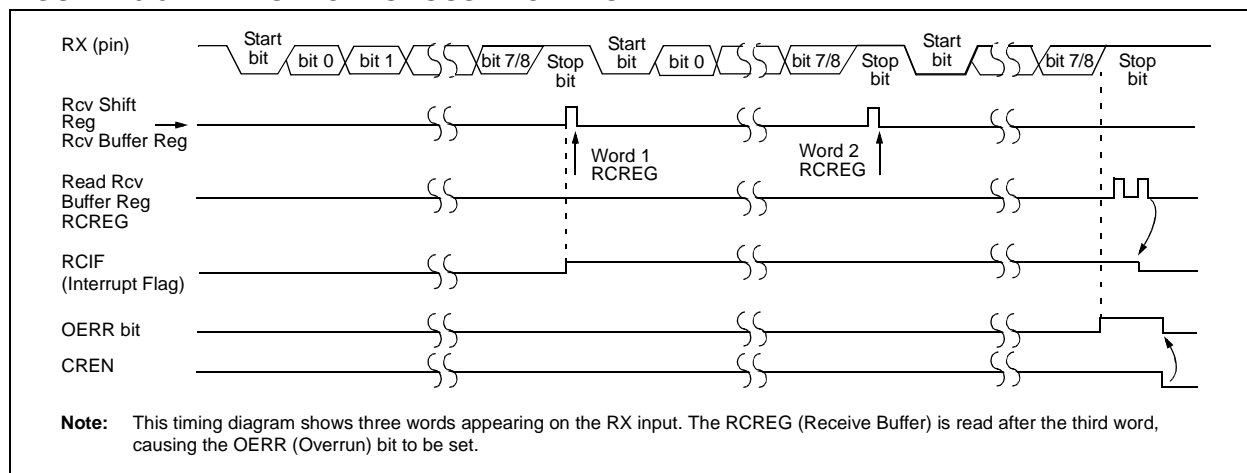 RX (pin)
Start bit
bit 0
bit 1
bit 7/8
Stop bit
Start bit
bit 0
bit 7/8
Stop bit
Start bit
bit 7/8
Stop bit
Rcv Shift
Reg
Rcv Buffer Reg
Word 1
RCREG
Word 2
RCREG
Read Rcv
Buffer Reg
RCREG
RCIF
(Interrupt Flag)
OERR bit
CREN
Note: This timing diagram shows three words appearing on the RX input. The RCREG (Receive Buffer) is read after the third word,
causing the OERR (Overrun) bit to be set.